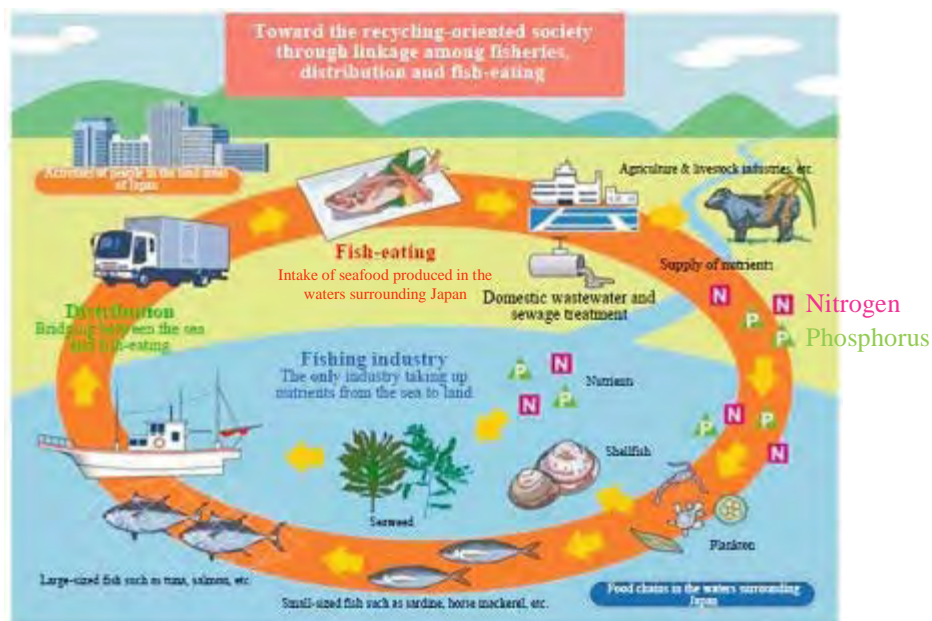 Toward the recycling-oriented society
through linkage among fisheries,
distribution and fish-eating
Activities of people in the land areas
of Japan
Agriculture & livestock industries, etc.
Fish-eating
Intake of seafood produced in the
waters surrounding Japan
Domestic wastewater and
sewage treatment
Supply of nutrients
N
N
P
P
Nitrogen
Phosphorus
Distribution
Bridging between the sea
and fish-eating
Fishing industry
The only industry taking up
nutrients from the sea to land
P
N
N
P
Nutrients
P
N
P
N
Shellfish
Seaweed
Plankton
Large-sized fish such as tuna, salmon, etc.
Small-sized fish such as sardine, horse mackerel, etc.
Food chains in the waters surrounding
Japan